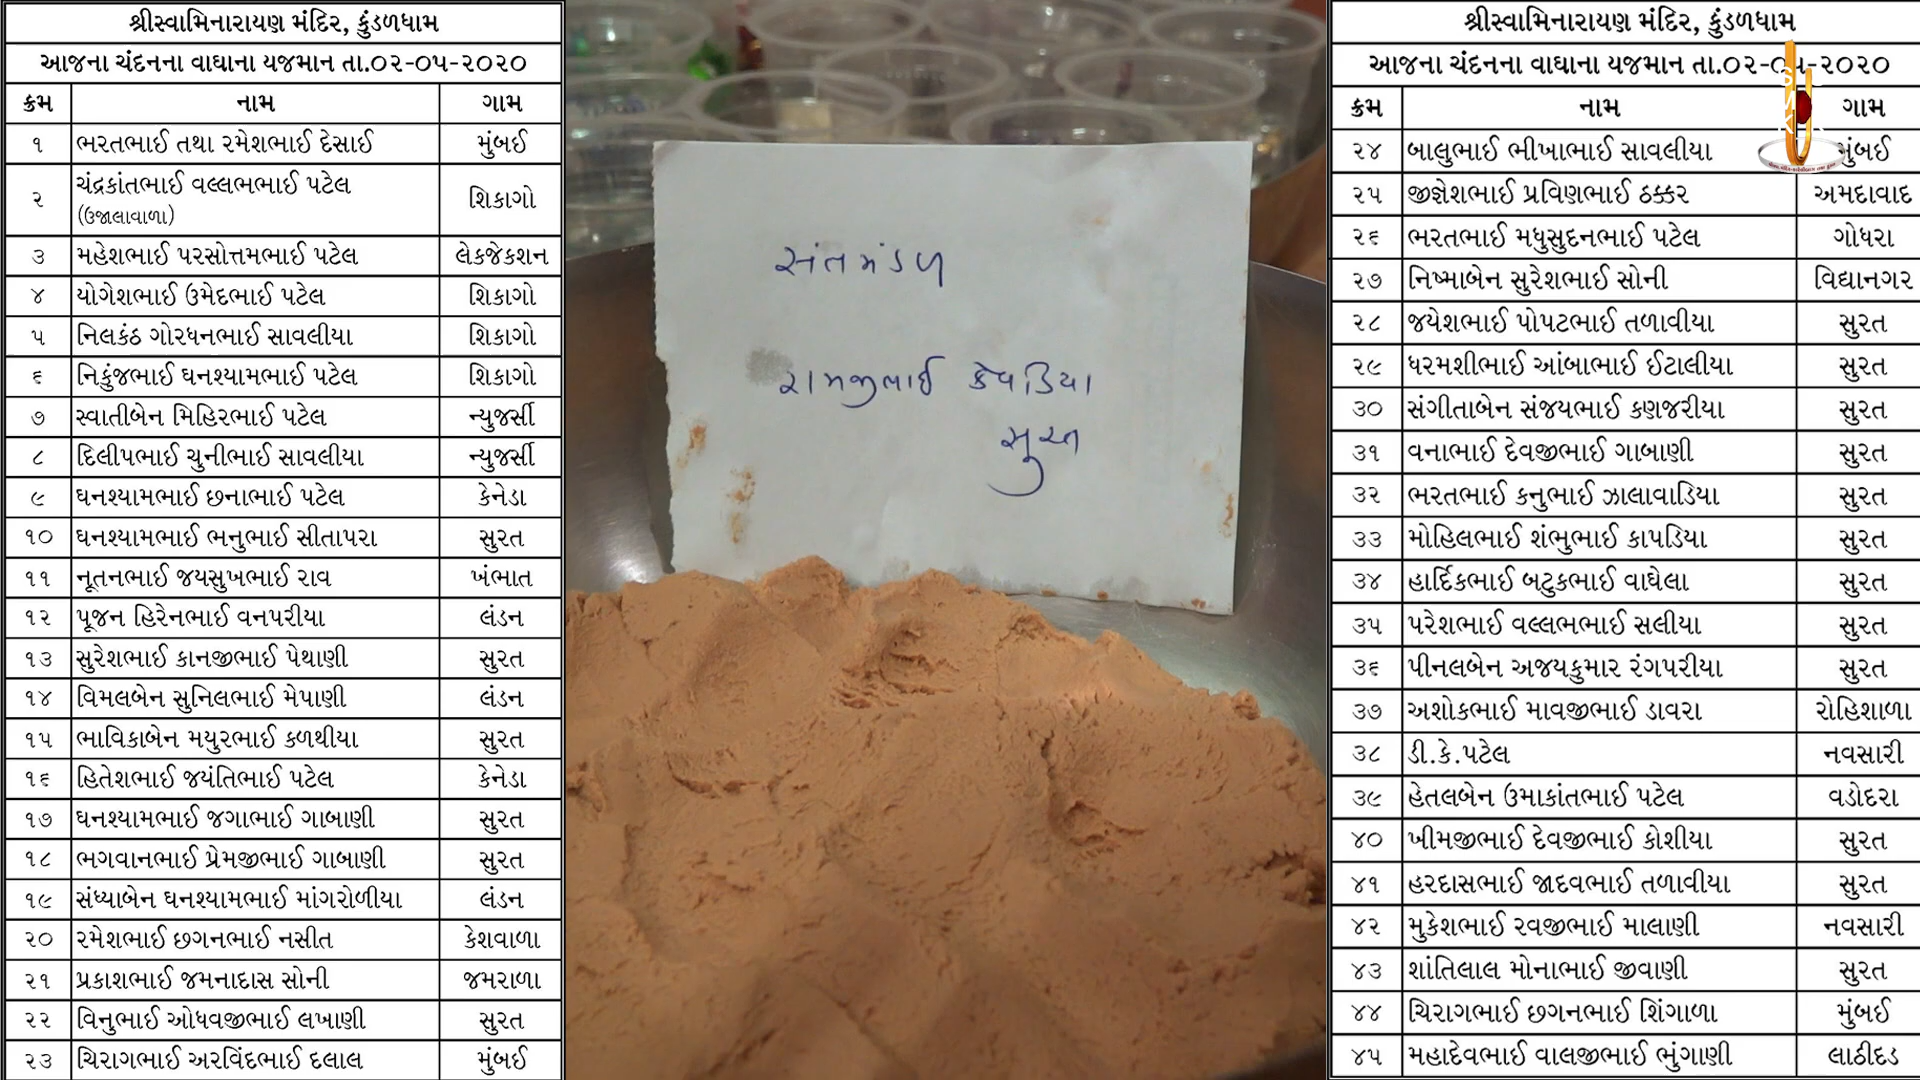 શ્રીસ્વામિનારાયણ મંદિર, કુંડળધામ
આજના ચંદનના વાઘાના યજમાન તા.૦૨-૦૫-૨૦૨૦
ક્રમ નામ ગામ
૧ ભરતભાઈ તથા રમેશભાઈ દેસાઈ મુંબઈ
૨ ચંદ્રકાંતભાઈ વલ્લભભાઈ પટેલ (ઉજાલાવાળા) શિકાગો
૩ મહેશભાઈ પરસોત્તમભાઈ પટેલ લેકજેકશન
૪ યોગેશભાઈ ઉમેદભાઈ પટેલ શિકાગો
૫ નિલકંઠ ગોરધનભાઈ સાવલીયા શિકાગો
૬ નિકુંજભાઈ ઘનશ્યામભાઈ પટેલ શિકાગો
૭ સ્વાતીબેન મિહિરભાઈ પટેલ ન્યુજર્સી
૮ દિલીપભાઈ ચુનીભાઈ સાવલીયા ન્યુજર્સી
૯ ઘનશ્યામભાઈ છનાભાઈ પટેલ કેનેડા
૧૦ ઘનશ્યામભાઈ ભનુભાઈ સીતાપરા સુરત
૧૧ નૂતનભાઈ જયસુખભાઈ રાવ ખંભાત
૧૨ પૂજન હિરેનભાઈ વનપરીયા લંડન
૧૩ સુરેશભાઈ કાનજીભાઈ પેથાણી સુરત
૧૪ વિમલબેન સુનિલભાઈ મેપાણી લંડન
૧૫ ભાવિકાબેન મયુરભાઈ કળથીયા સુરત
૧૬ હિતેશભાઈ જયંતિભાઈ પટેલ કેનેડા
૧૭ ઘનશ્યામભાઈ જગાભાઈ ગાબાણી સુરત
૧૮ ભગવાનભાઈ પ્રેમજીભાઈ ગાબાણી સુરત
૧૯ સંધ્યાબેન ઘનશ્યામભાઈ માંગરોળીયા લંડન
૨૦ રમેશભાઈ છગનભાઈ નસીત કેશવાળા
૨૧ પ્રકાશભાઈ જમનાદાસ સોની જમરાળા
૨૨ વિનુભાઈ ઓધવજીભાઈ લખાણી સુરત
૨૩ ચિરાગભાઈ અરવિંદભાઈ દલાલ મુંબઈ
સંતમંડળ
રામજીભાઈ કેવડિયા
સુરત
શ્રીસ્વામિનારાયણ મંદિર, કુંડળધામ
આજના ચંદનના વાઘાના યજમાન તા.૦૨-૦૫-૨૦૨૦
ક્રમ નામ ગામ
૨૪ બાલુભાઈ ભીખાભાઈ સાવલીયા મુંબઈ
૨૫ જીજ્ઞેશભાઈ પ્રવિણભાઈ ઠક્કર અમદાવાદ
૨૬ ભરતભાઈ મધુસુદનભાઈ પટેલ ગોધરા
૨૭ નિષ્માબેન સુરેશભાઈ સોની વિદ્યાનગર
૨૮ જયેશભાઈ પોપટભાઈ તળાવીયા સુરત
૨૯ ધરમશીભાઈ આંબાભાઈ ઈટાલીયા સુરત
૩૦ સંગીતાબેન સંજયભાઈ કણજરીયા સુરત
૩૧ વનાભાઈ દેવજીભાઈ ગાબાણી સુરત
૩૨ ભરતભાઈ કનુભાઈ ઝાલાવાડિયા સુરત
૩૩ મોહિલભાઈ શંભુભાઈ કાપડિયા સુરત
૩૪ હાર્દિકભાઈ બટુકભાઈ વાઘેલા સુરત
૩૫ પરેશભાઈ વલ્લભભાઈ સલીયા સુરત
૩૬ પીનલબેન અજયકુમાર રંગપરીયા સુરત
૩૭ અશોકભાઈ માવજીભાઈ ડાવરા રોહિશાળા
૩૮ ડી.કે.પટેલ નવસારી
૩૯ હેતલબેન ઉમાકાંતભાઈ પટેલ વડોદરા
૪૦ ખીમજીભાઈ દેવજીભાઈ કોશીયા સુરત
૪૧ હરદાસભાઈ જાદવભાઈ તળાવીયા સુરત
૪૨ મુકેશભાઈ રવજીભાઈ માલાણી નવસારી
૪૩ શાંતિલાલ મોનાભાઈ જીવાણી સુરત
૪૪ ચિરાગભાઈ છગનભાઈ શિંગાળા મુંબઈ
૪૫ મહાદેવભાઈ વાલજીભાઈ ભુંગાણી લાઠીદડ